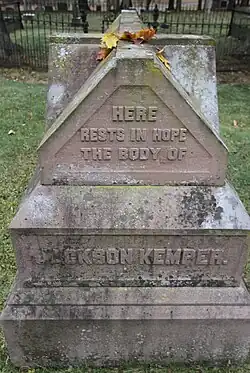 HERE
RESTS IN HOPE
THE BODY OF
JACKSON KEMPER.